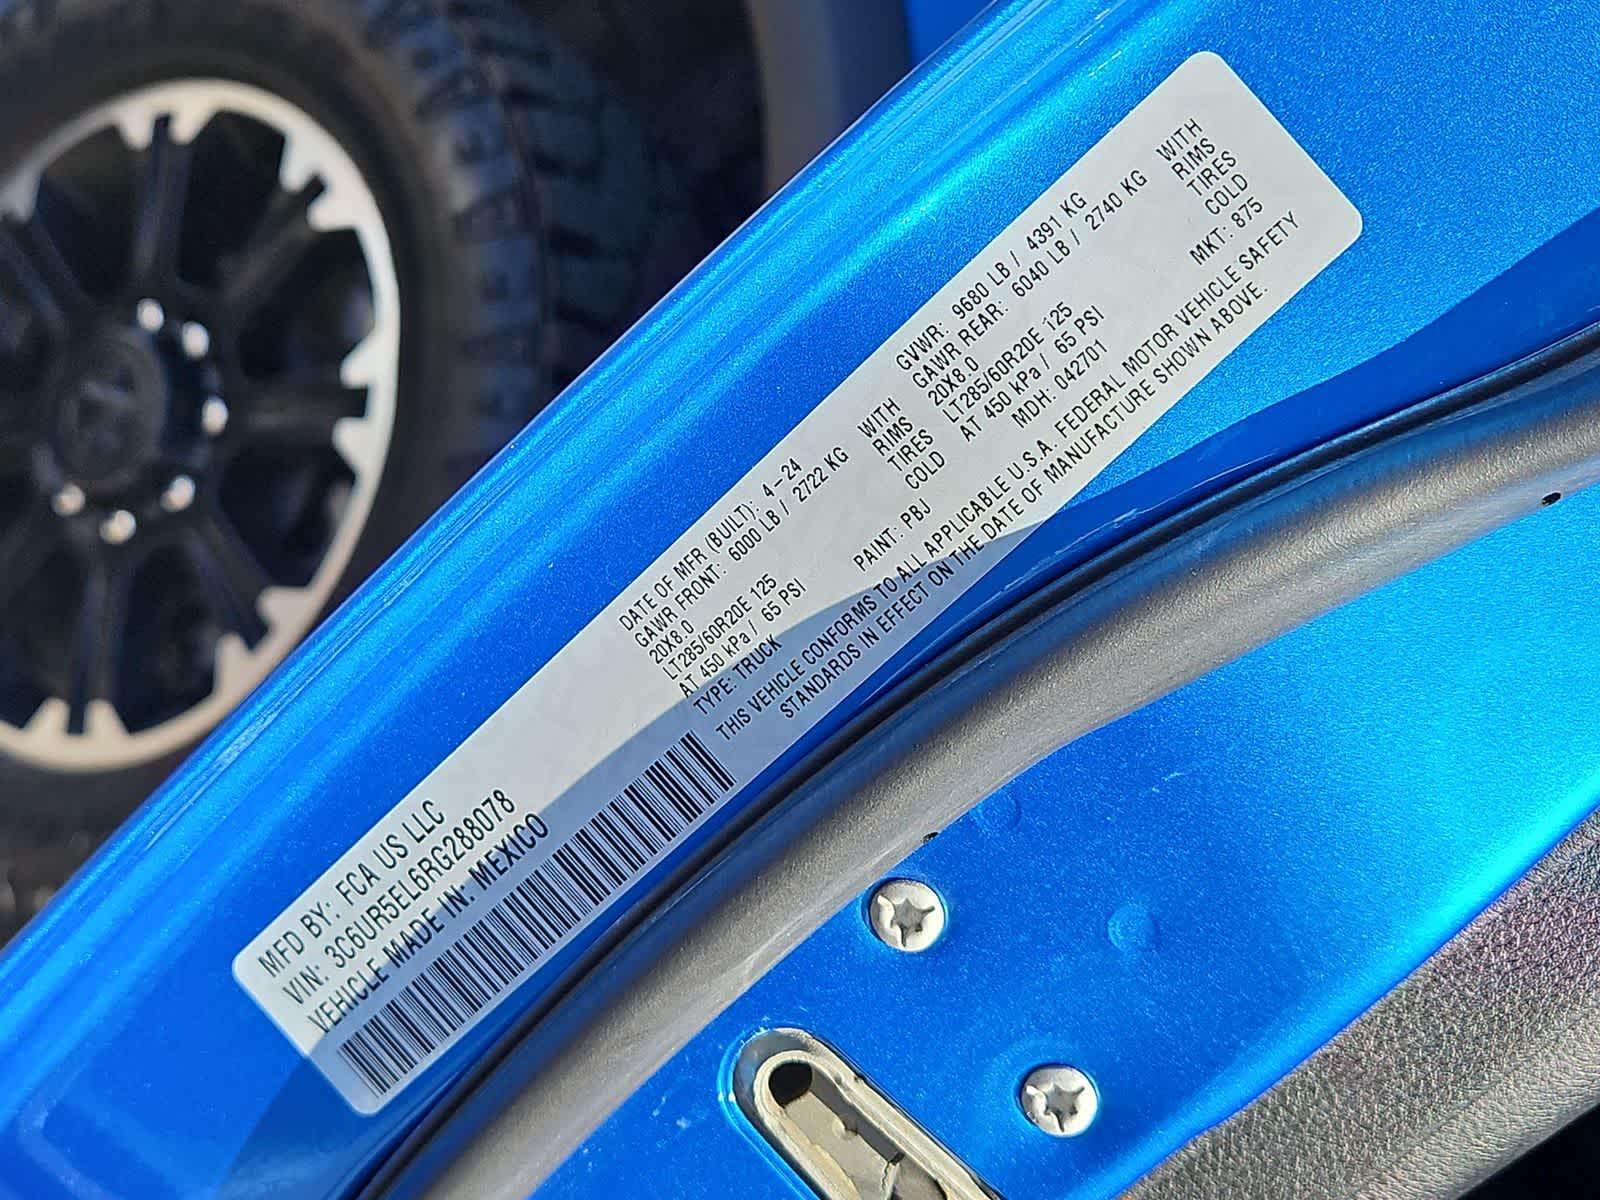 MFD BY: FCA US LLC
VIN: 3C6UR5EL6RG288078
VEHICLE MADE IN: MEXICO
DATE OF MFR (BUILT): 4-24
GAWR FRONT: 6000 LB / 2722 KG WITH
20X8.0 RIMS
LT285/60R20E 125 TIRES
AT 450 kPa / 65 PSI COLD
TYPE: TRUCK PAINT: PBJ
GVWR: 9680 LB / 4391 KG
GAWR REAR: 6040 LB / 2740 KG WITH
20X8.0 RIMS
LT285/60R20E 125 TIRES
AT 450 kPa / 65 PSI COLD
MDH: 042701 MKT: 875
THIS VEHICLE CONFORMS TO ALL APPLICABLE U.S.A. FEDERAL MOTOR VEHICLE SAFETY
STANDARDS IN EFFECT ON THE DATE OF MANUFACTURE SHOWN ABOVE.